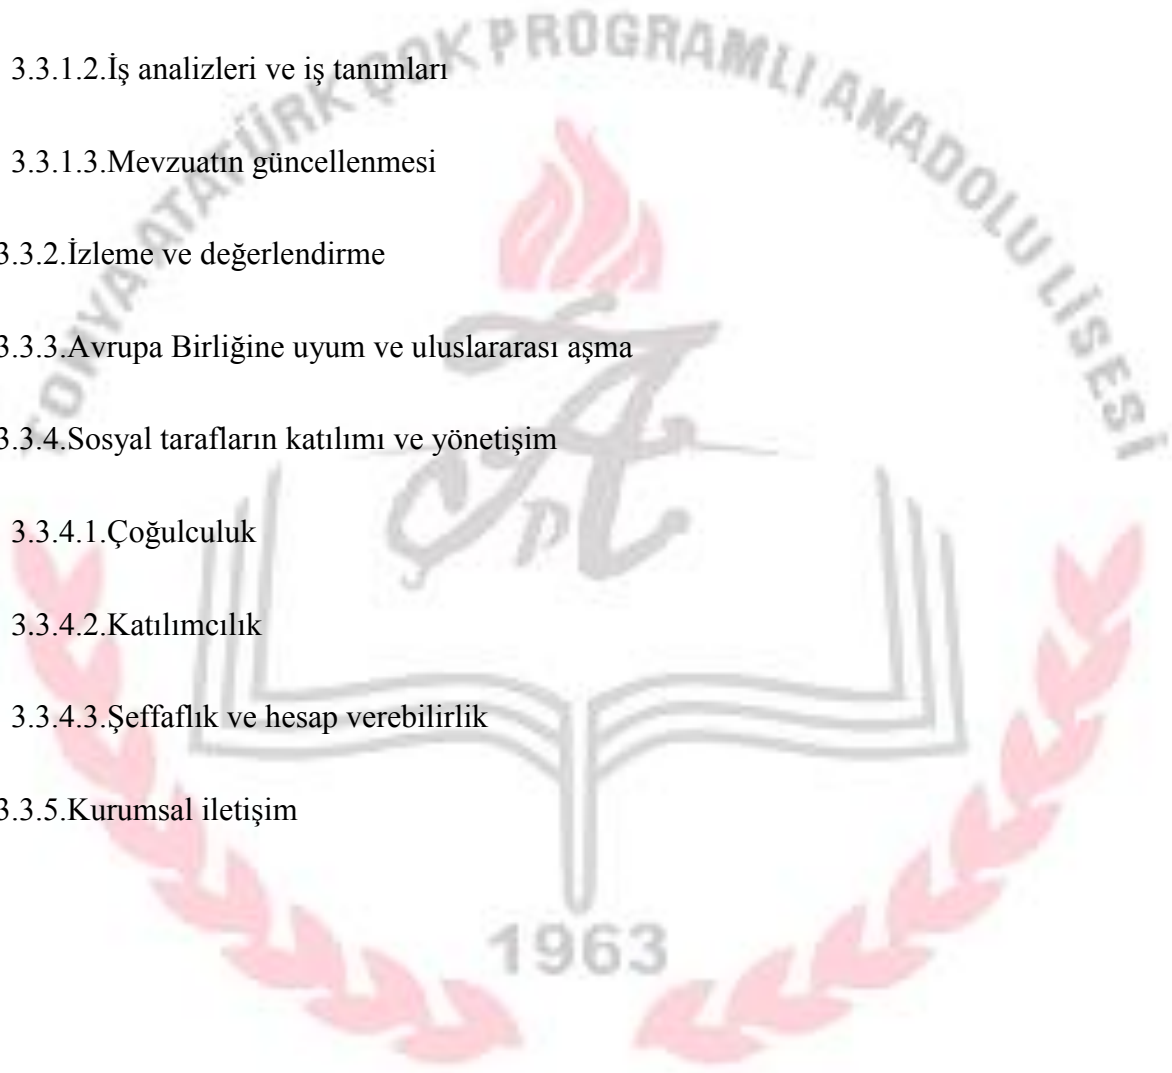 TONYA ATATÜRK ÇOK PROGRAMLI ANADOLU LİSESİ
3.3.1.2.İş analizleri ve iş tanımları
3.3.1.3.Mevzuatın güncellenmesi
3.3.2.İzleme ve değerlendirme
3.3.3.Avrupa Birliğine uyum ve uluslararası aşma
3.3.4.Sosyal tarafların katılımı ve yönetişim
3.3.4.1.Çoğulculuk
3.3.4.2.Katılımcılık
3.3.4.3.Şeffaflık ve hesap verebilirlik
3.3.5.Kurumsal iletişim
1963